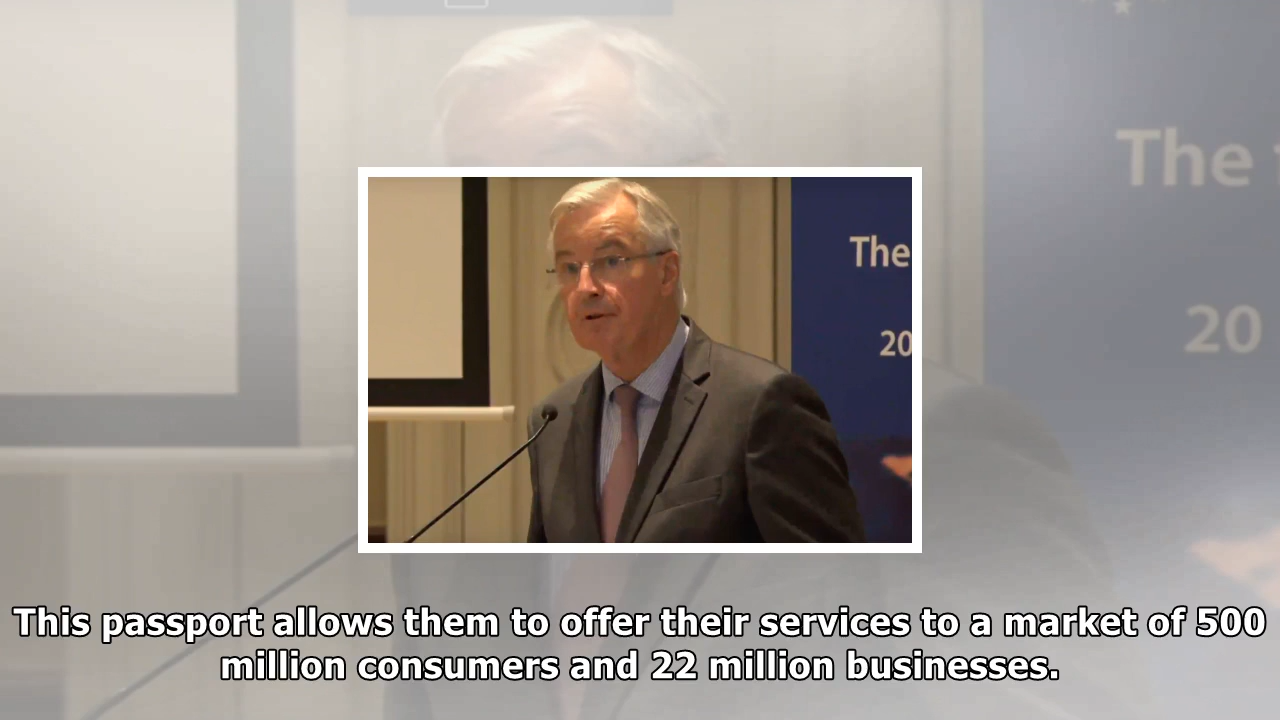 The
20
The
20
This passport allows them to offer their services to a market of 500
million consumers and 22 million businesses.